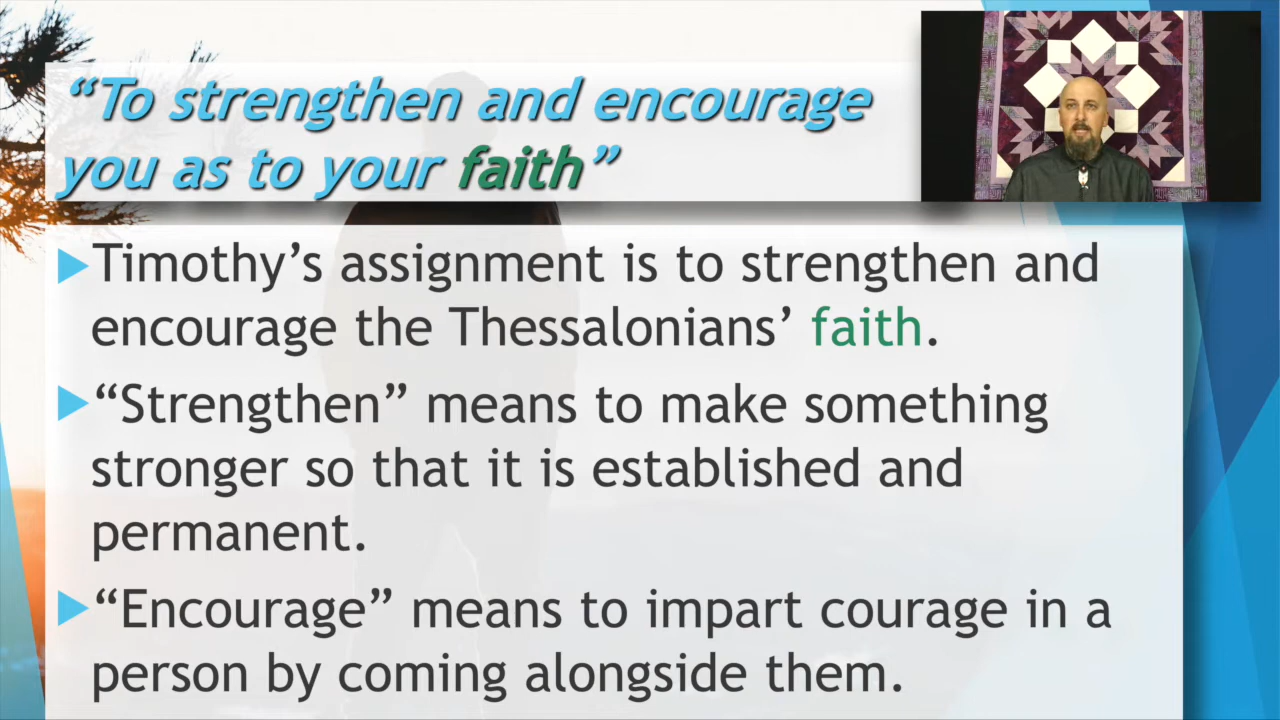 “To strengthen and encourage
you as to your faith”
Timothy’s assignment is to strengthen and
encourage the Thessalonians’ faith.
“Strengthen” means to make something
stronger so that it is established and
permanent.
“Encourage” means to impart courage in a
person by coming alongside them.